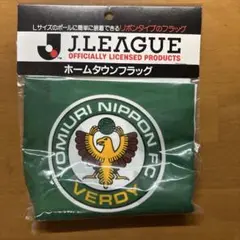 Lサイズのポールに簡単に装着できるリボンタイプのフラッグ
J.LEAGUE
OFFICIALLY LICENSED PRODUCTS
ホームタウンフラッグ
YOMIURI NIPPON FC
VERDY